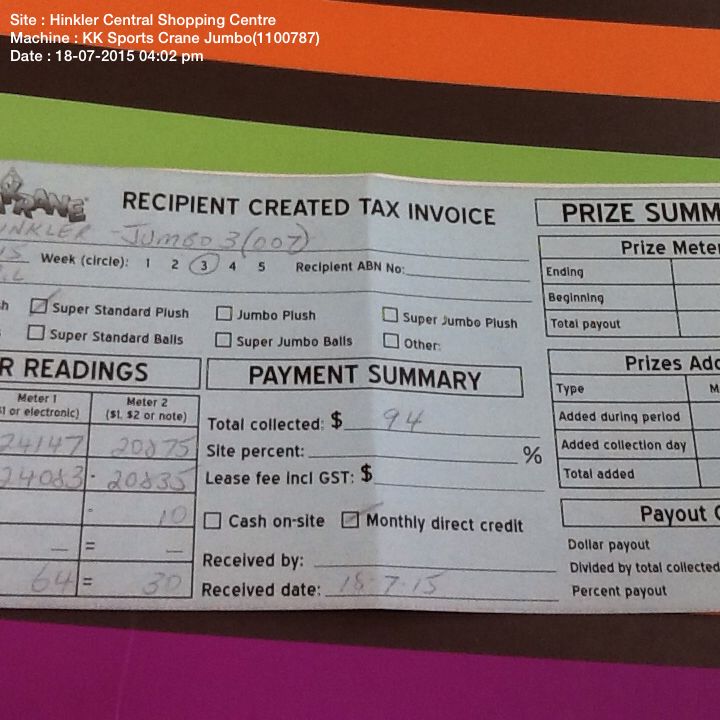 Site : Hinkler Central Shopping Centre
Machine : KK Sports Crane Jumbo(1100787)
Date : 18-07-2015 04:02 pm
RECIPIENT CREATED TAX INVOICE
INKLER - JUMBO 3 (007)
Week (circle): 1 2 3 4 5 Recipient ABN No:
Super Standard Plush Jumbo Plush Super Jumbo Plush
Super Standard Balls Super Jumbo Balls Other:
R READINGS
Meter 1 Meter 2
$1 or electronic) ($1, $2 or note)
24147 20875
24083 - 20835
- 10
— = —
64 = 30
PAYMENT SUMMARY
Total collected: $ 94
Site percent: %
Lease fee incl GST: $
Cash on-site Monthly direct credit
Received by:
Received date: 18-7-15
PRIZE SUMM
Prize Meter
Ending
Beginning
Total payout
Prizes Add
Type M
Added during period
Added collection day
Total added
Payout C
Dollar payout
Divided by total collected
Percent payout